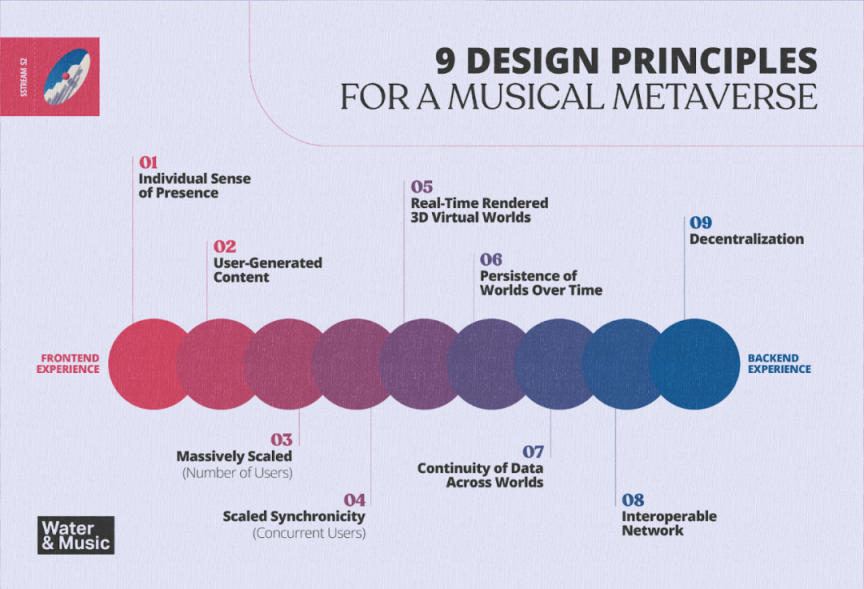 $STREAM S2
9 DESIGN PRINCIPLES
FOR A MUSICAL METAVERSE
01
Individual Sense
of Presence
02
User-Generated
Content
05
Real-Time Rendered
3D Virtual Worlds
06
Persistence of
Worlds Over Time
09
Decentralization
FRONTEND
EXPERIENCE
BACKEND
EXPERIENCE
03
Massively Scaled
(Number of Users)
04
Scaled Synchronicity
(Concurrent Users)
07
Continuity of Data
Across Worlds
08
Interoperable
Network
Water
& Music